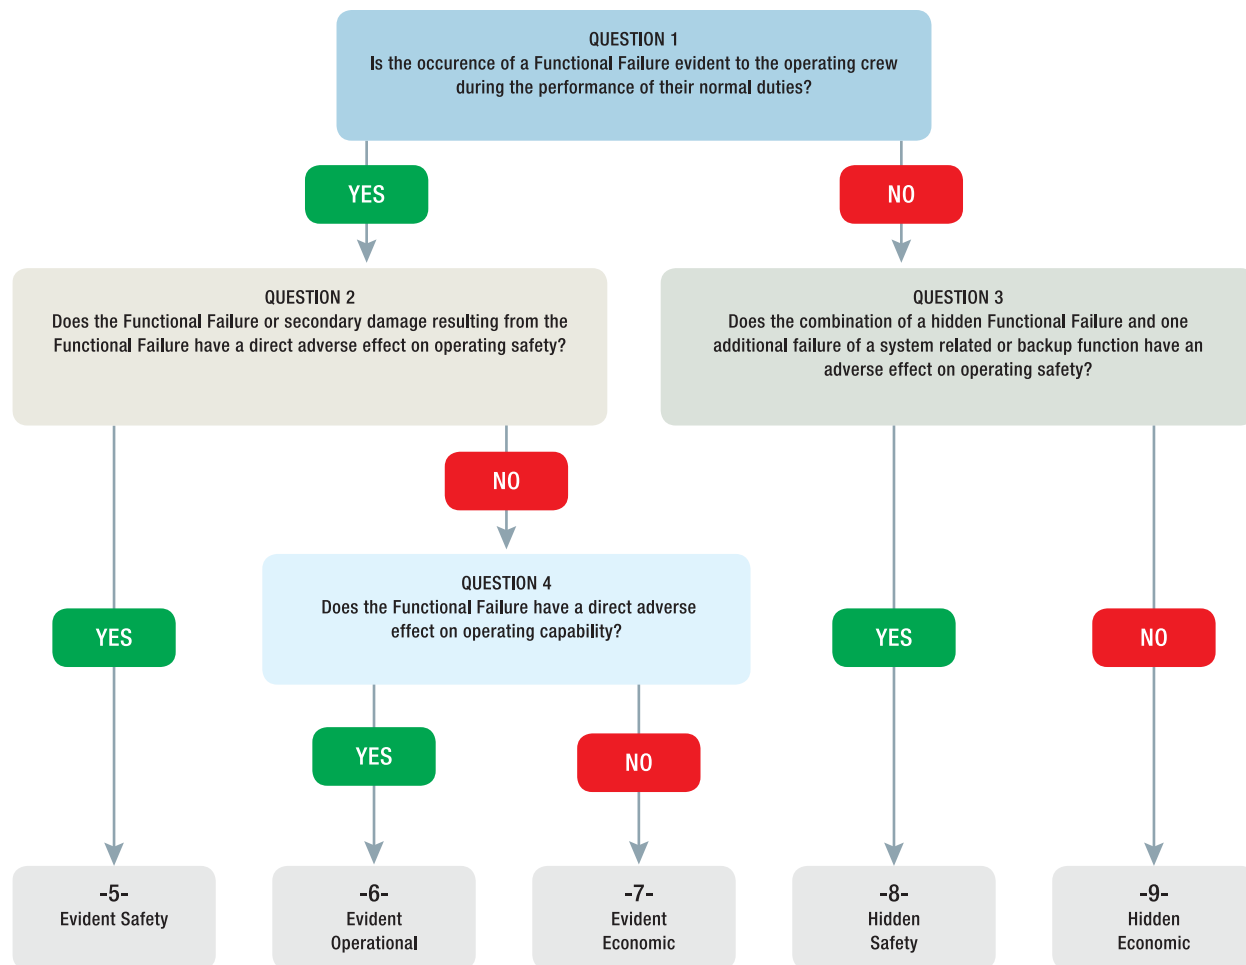 QUESTION 1
Is the occurence of a Functional Failure evident to the operating crew
during the performance of their normal duties?
YES
NO
QUESTION 2
Does the Functional Failure or secondary damage resulting from the
Functional Failure have a direct adverse effect on operating safety?
QUESTION 3
Does the combination of a hidden Functional Failure and one
additional failure of a system related or backup function have an
adverse effect on operating safety?
NO
QUESTION 4
Does the Functional Failure have a direct adverse
effect on operating capability?
YES
YES
NO
YES
NO
-5-
Evident Safety
-6-
Evident
Operational
-7-
Evident
Economic
-8-
Hidden
Safety
-9-
Hidden
Economic